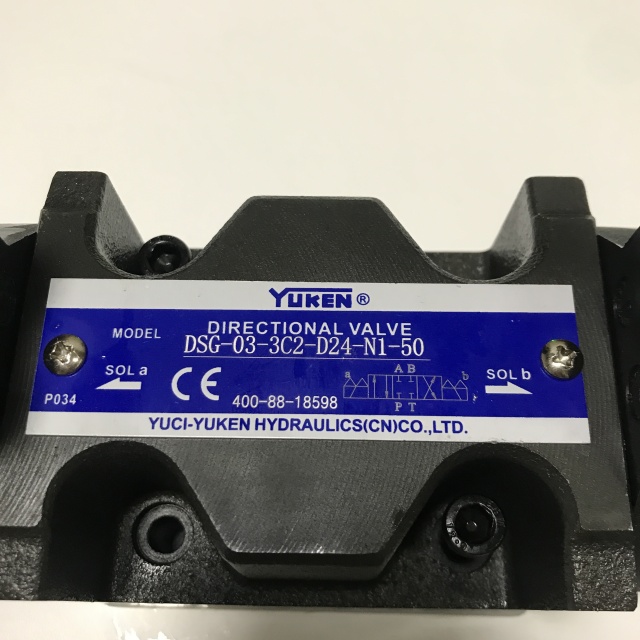 YUKEN®
DIRECTIONAL VALVE
MODEL DSG-03-3C2-D24-N1-50
SOL a
SOL b
a A B b
P T
P034
CE
400-88-18598
YUCI-YUKEN HYDRAULICS(CN)CO.,LTD.